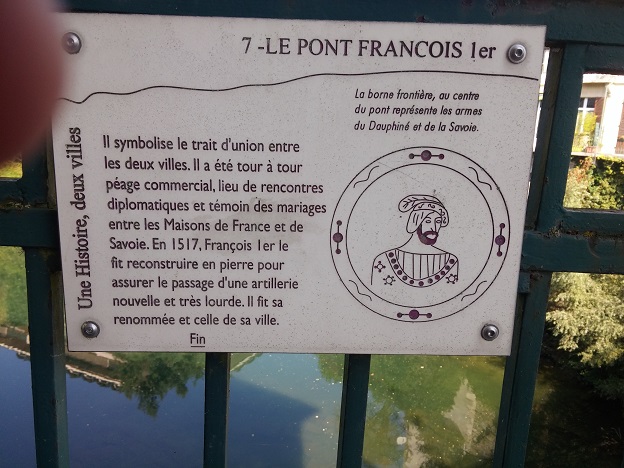 7 -LE PONT FRANCOIS 1er
La borne frontière, au centre
du pont représente les armes
du Dauphiné et de la Savoie.
Une Histoire, deux villes
Il symbolise le trait d'union entre
les deux villes. Il a été tour à tour
péage commercial, lieu de rencontres
diplomatiques et témoin des mariages
entre les Maisons de France et de
Savoie. En 1517, François 1er le
fit reconstruire en pierre pour
assurer le passage d'une artillerie
nouvelle et très lourde. Il fit sa
renommée et celle de sa ville.
Fin